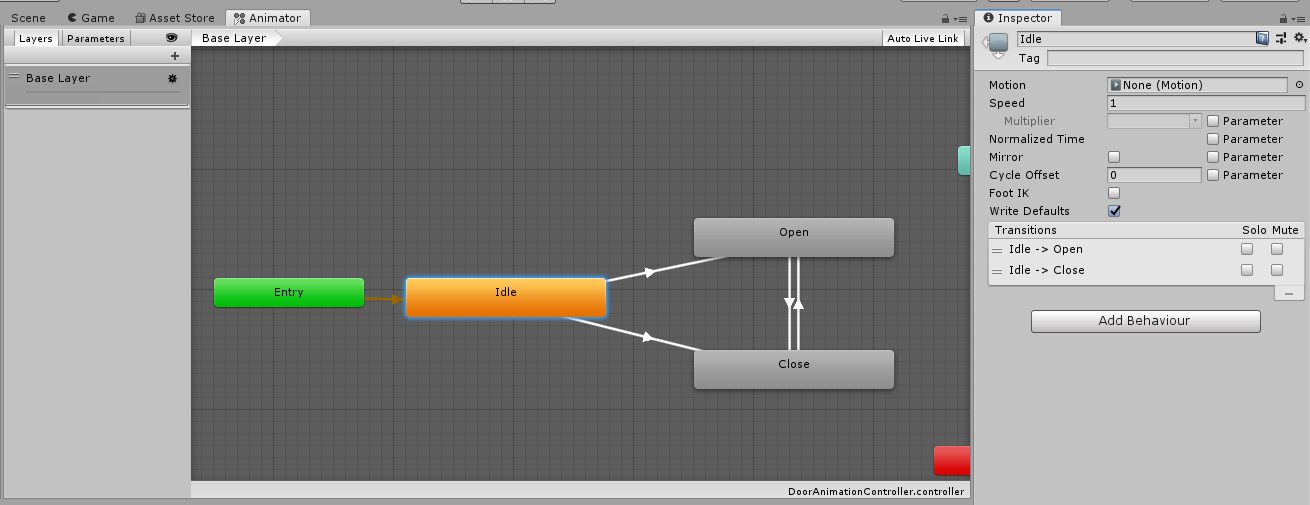 Scene Game Asset Store Animator Inspector
Layers Parameters Base Layer Auto Live Link
Base Layer
Entry
Idle
Open
Close
DoorAnimationController.controller
Idle
Tag
Motion None (Motion)
Speed 1
Multiplier Parameter
Normalized Time Parameter
Mirror Parameter
Cycle Offset 0 Parameter
Foot IK
Write Defaults
Transitions Solo Mute
Idle -> Open
Idle -> Close
Add Behaviour